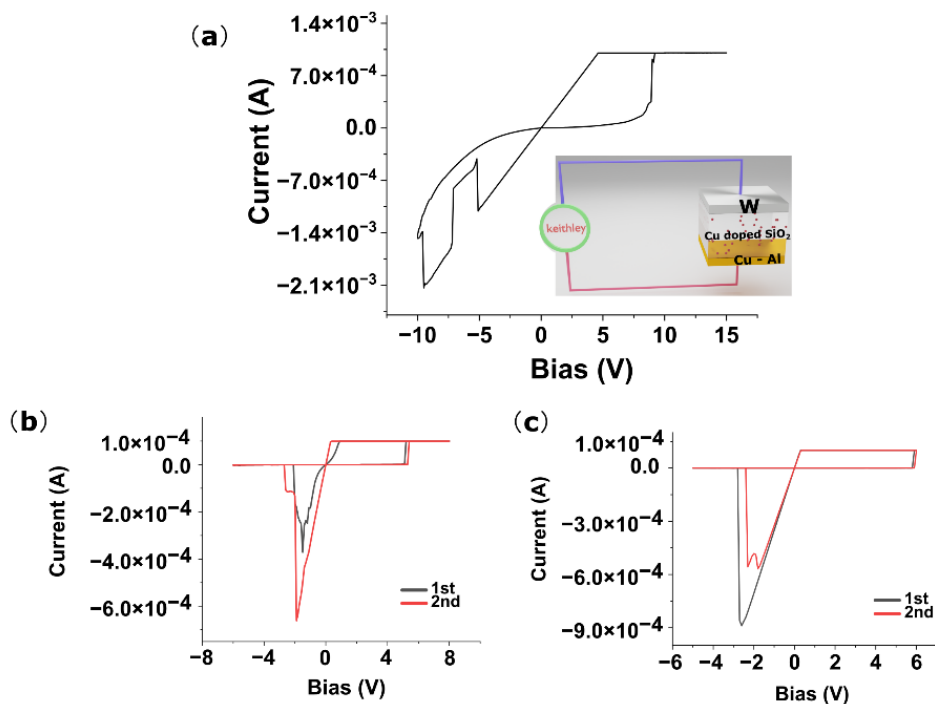 (a)
Current (A)
1.4×10⁻³
7.0×10⁻⁴
0.0
−7.0×10⁻⁴
−1.4×10⁻³
−2.1×10⁻³
−10 −5 0 5 10 15
Bias (V)
keithley
W
Cu doped SiO₂
Cu - Al
(b)
Current (A)
1.0×10⁻⁴
0.0
−2.0×10⁻⁴
−4.0×10⁻⁴
−6.0×10⁻⁴
1st
2nd
−8 −4 0 4 8
Bias (V)
(c)
Current (A)
1.0×10⁻⁴
0.0
−3.0×10⁻⁴
−6.0×10⁻⁴
−9.0×10⁻⁴
1st
2nd
−6 −4 −2 0 2 4 6
Bias (V)